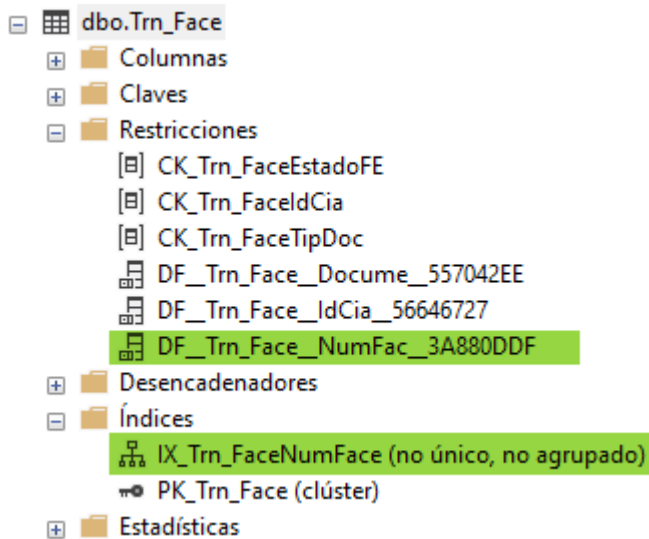 dbo.Trn_Face
Columnas
Claves
Restricciones
CK_Trn_FaceEstadoFE
CK_Trn_FaceIdCia
CK_Trn_FaceTipDoc
DF__Trn_Face__Docume__557042EE
DF__Trn_Face__IdCia__56646727
DF__Trn_Face__NumFac__3A880DDF
Desencadenadores
Índices
IX_Trn_FaceNumFace (no único, no agrupado)
PK_Trn_Face (clúster)
Estadísticas